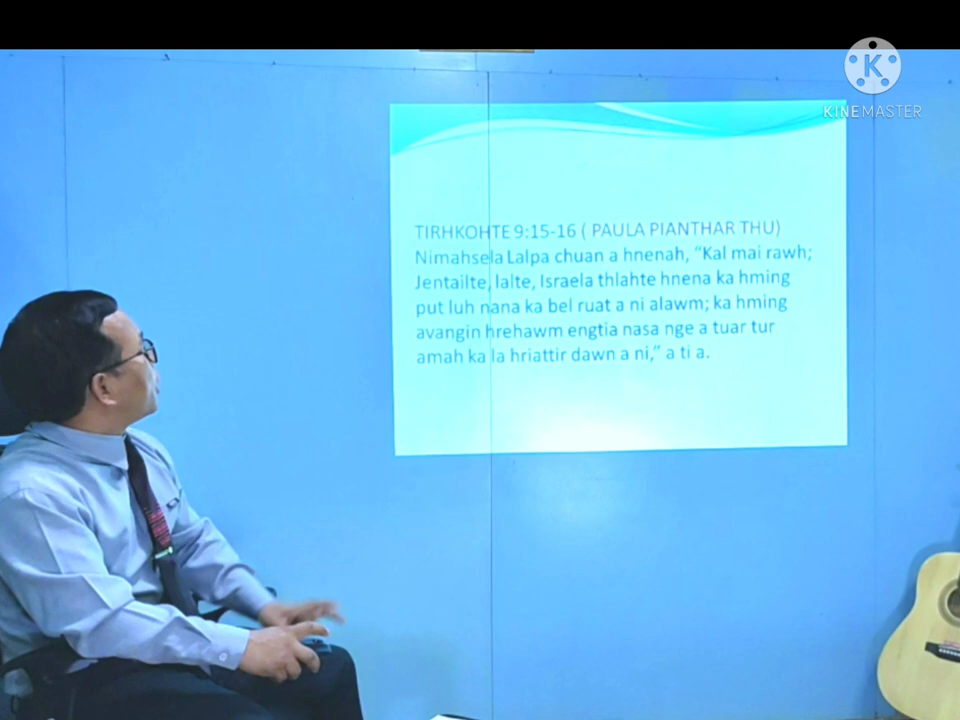 K
KINEMASTER
TIRHKOHTE 9:15-16 ( PAULA PIANTHAR THU)
Nimahsela Lalpa chuan a hnenah, “Kal mai rawh;
Jentailte, lalte, Israela thlahte hnena ka hming
put luh nana ka bel ruat a ni alawm; ka hming
avangin hrehawm engtia nasa nge a tuar tur
amah ka la hriattir dawn a ni,” a ti a.